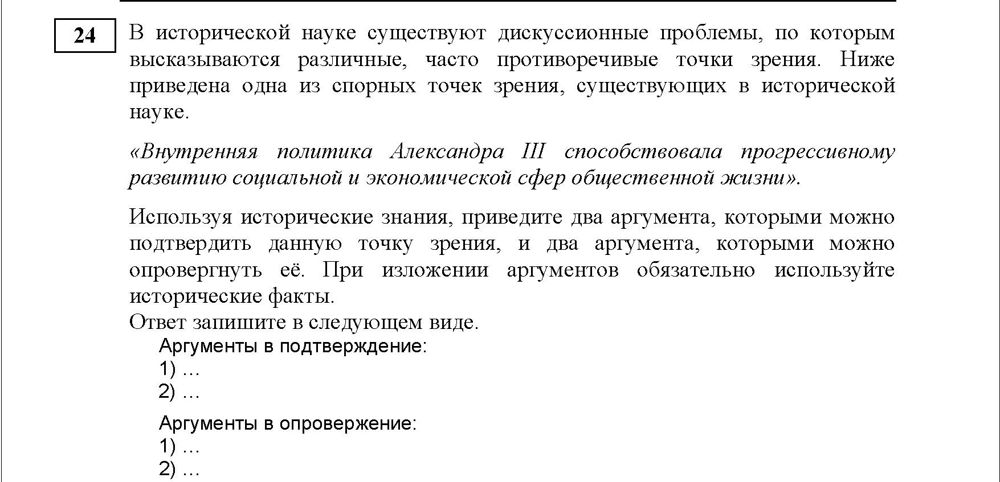 24
В исторической науке существуют дискуссионные проблемы, по которым
высказываются различные, часто противоречивые точки зрения. Ниже
приведена одна из спорных точек зрения, существующих в исторической
науке.
«Внутренняя политика Александра III способствовала прогрессивному
развитию социальной и экономической сфер общественной жизни».
Используя исторические знания, приведите два аргумента, которыми можно
подтвердить данную точку зрения, и два аргумента, которыми можно
опровергнуть её. При изложении аргументов обязательно используйте
исторические факты.
Ответ запишите в следующем виде.
Аргументы в подтверждение:
1) …
2) …
Аргументы в опровержение:
1) …
2) …